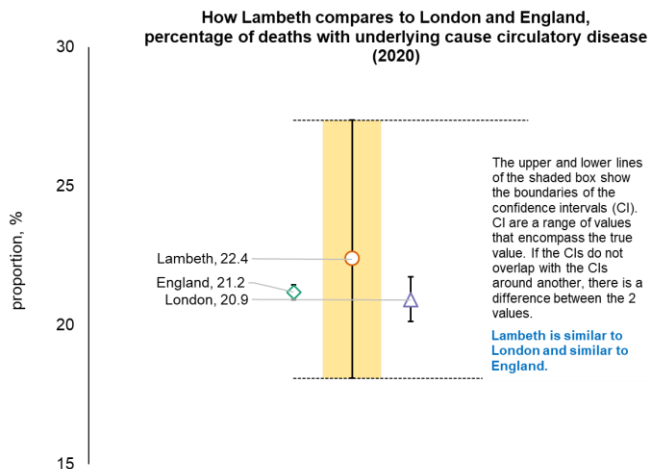 How Lambeth compares to London and England,
percentage of deaths with underlying cause circulatory disease
(2020)
30
25
20
15
proportion, %
Lambeth, 22.4
England, 21.2
London, 20.9
The upper and lower lines
of the shaded box show
the boundaries of the
confidence intervals (CI).
CI are a range of values
that encompass the true
value. If the CIs do not
overlap with the CIs
around another, there is a
difference between the 2
values.
Lambeth is similar to
London and similar to
England.